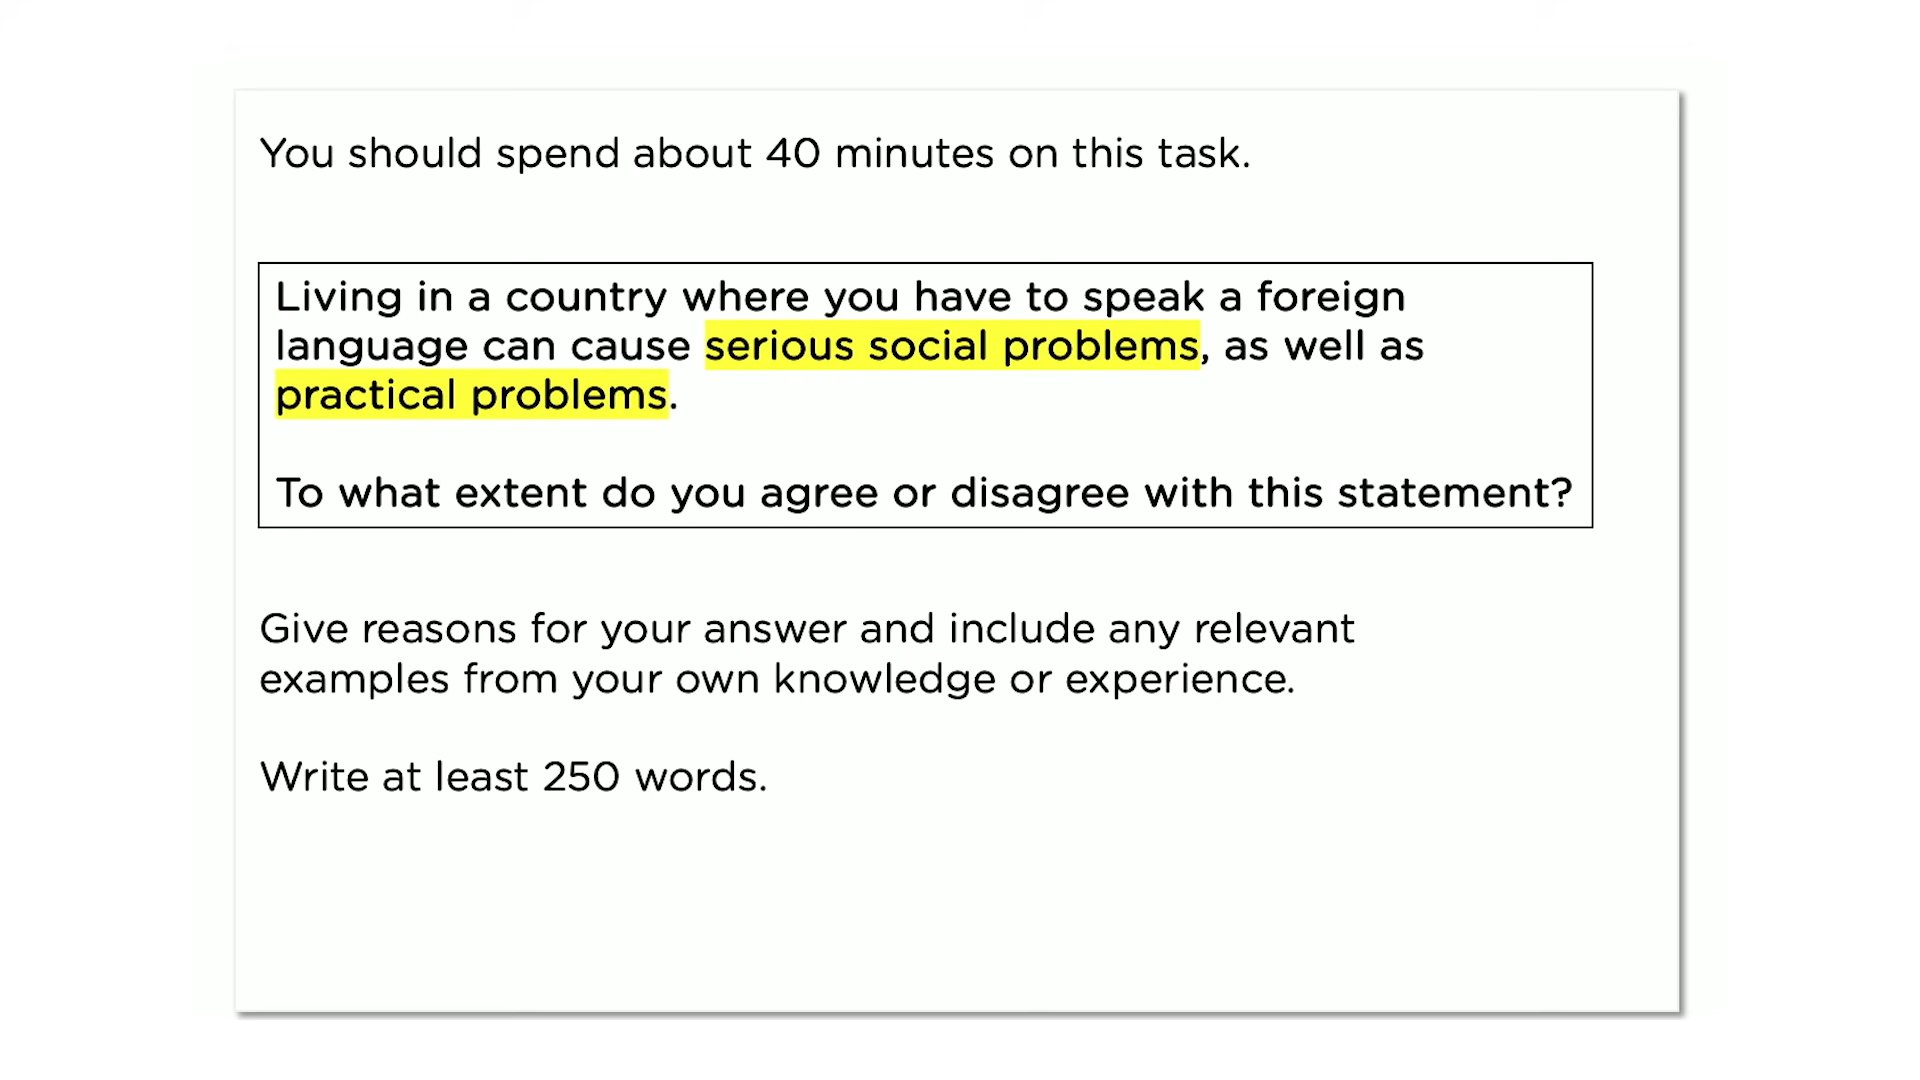 You should spend about 40 minutes on this task.
Living in a country where you have to speak a foreign
language can cause serious social problems, as well as
practical problems.
To what extent do you agree or disagree with this statement?
Give reasons for your answer and include any relevant
examples from your own knowledge or experience.
Write at least 250 words.